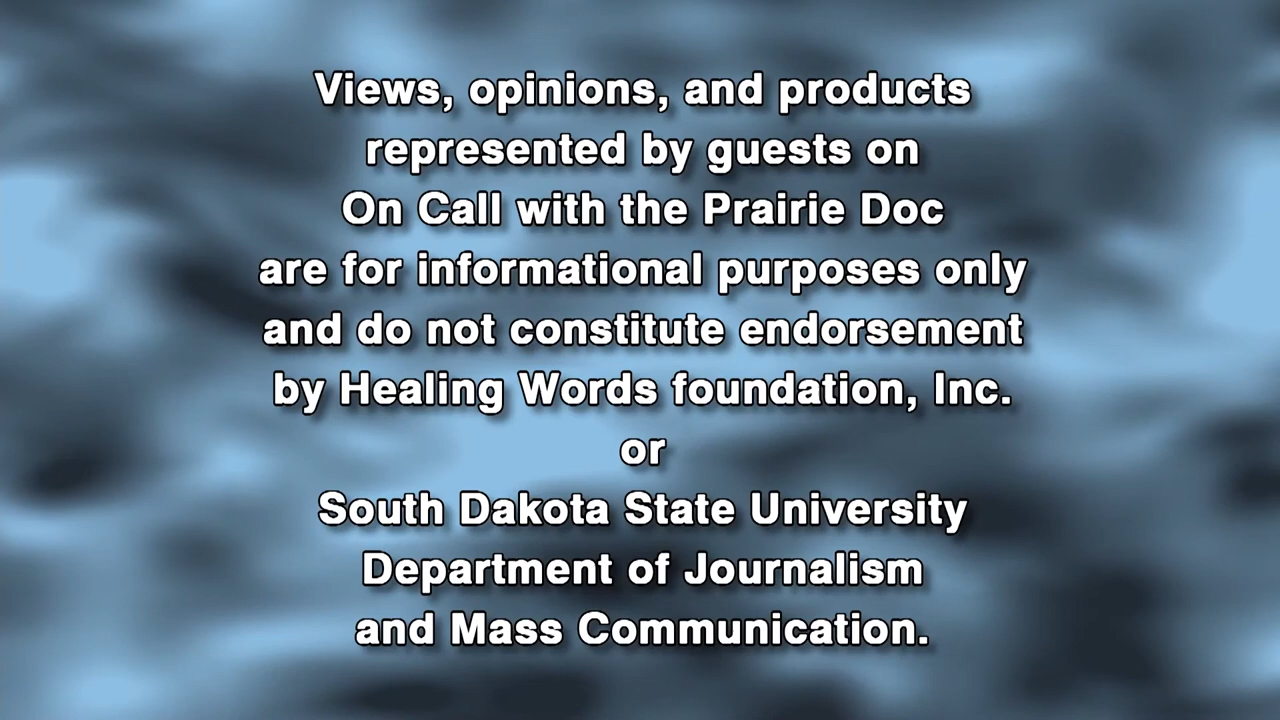 Views, opinions, and products
represented by guests on
On Call with the Prairie Doc
are for informational purposes only
and do not constitute endorsement
by Healing Words foundation, Inc.
or
South Dakota State University
Department of Journalism
and Mass Communication.